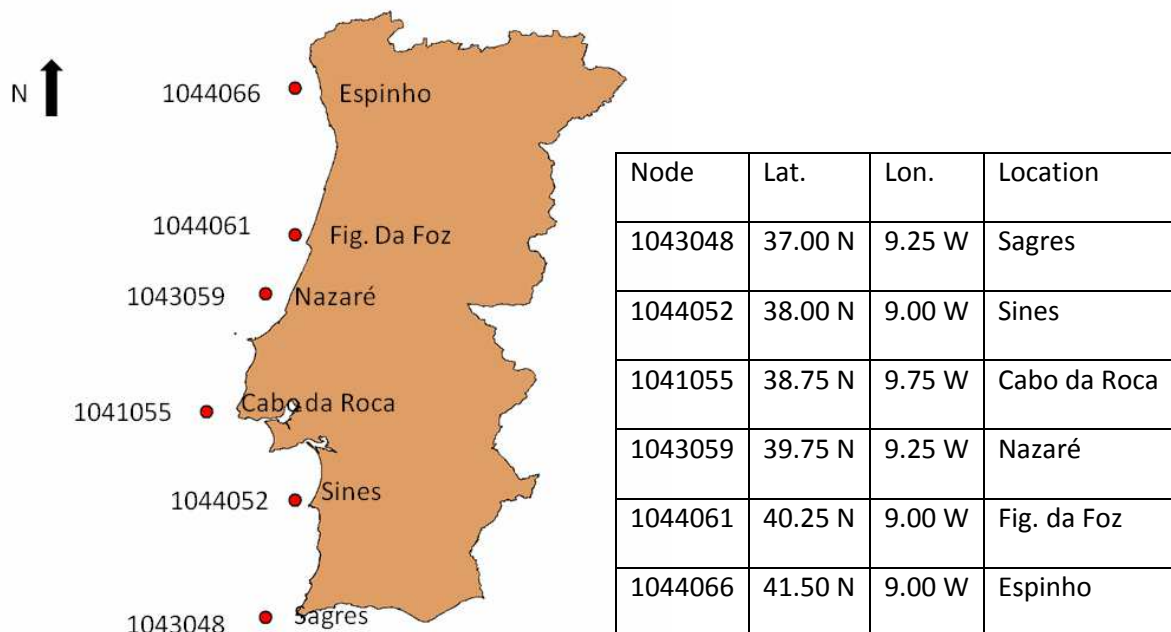 N
1044066
Espinho
1044061
Fig. Da Foz
1043059
Nazaré
1041055
Cabo da Roca
1044052
Sines
1043048
Sagres
Node Lat. Lon. Location
1043048 37.00 N 9.25 W Sagres
1044052 38.00 N 9.00 W Sines
1041055 38.75 N 9.75 W Cabo da Roca
1043059 39.75 N 9.25 W Nazaré
1044061 40.25 N 9.00 W Fig. da Foz
1044066 41.50 N 9.00 W Espinho